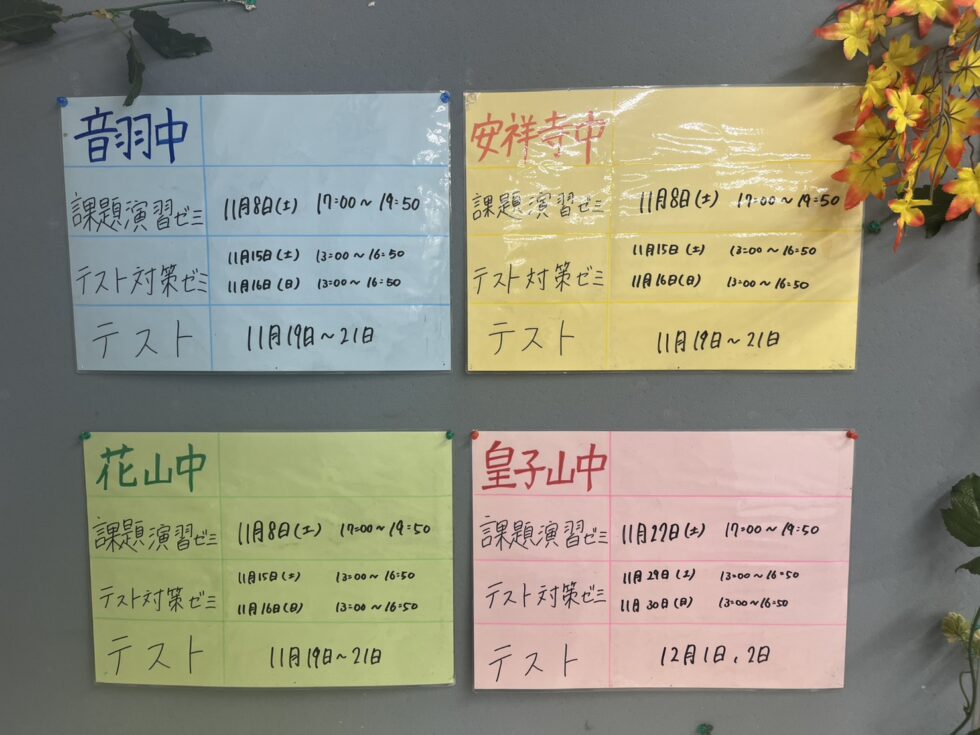 音羽中
課題演習ゼミ 11月8日(土) 17:00～19:50
テスト対策ゼミ 11月15日(土) 13:00～16:50
11月16日(日) 13:00～16:50
テスト 11月19日～21日
安祥寺中
課題演習ゼミ 11月8日(土) 17:00～19:50
テスト対策ゼミ 11月15日(土) 13:00～16:50
11月16日(日) 13:00～16:50
テスト 11月19日～21日
花山中
課題演習ゼミ 11月8日(土) 17:00～19:50
テスト対策ゼミ 11月15日(土) 13:00～16:50
11月16日(日) 13:00～16:50
テスト 11月19日～21日
皇子山中
課題演習ゼミ 11月27日(土) 17:00～19:50
テスト対策ゼミ 11月29日(土) 13:00～16:50
11月30日(日) 13:00～16:50
テスト 12月1日、2日